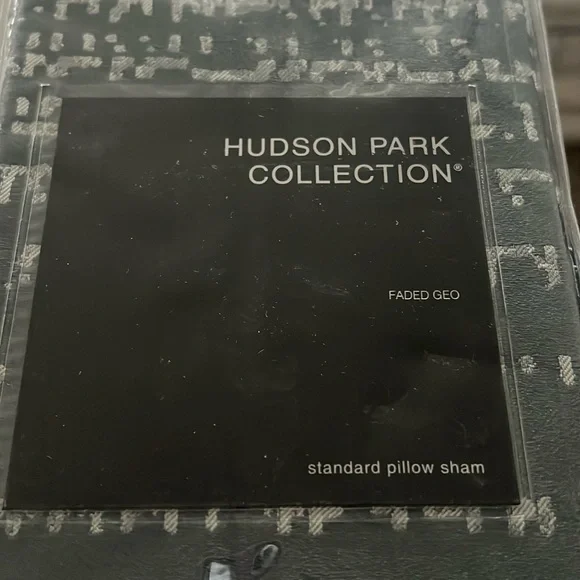 HUDSON PARK
COLLECTION®
FADED GEO
standard pillow sham